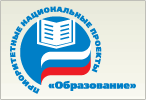 ПРИОРИТЕТНЫЕ НАЦИОНАЛЬНЫЕ ПРОЕКТЫ
«Образование»